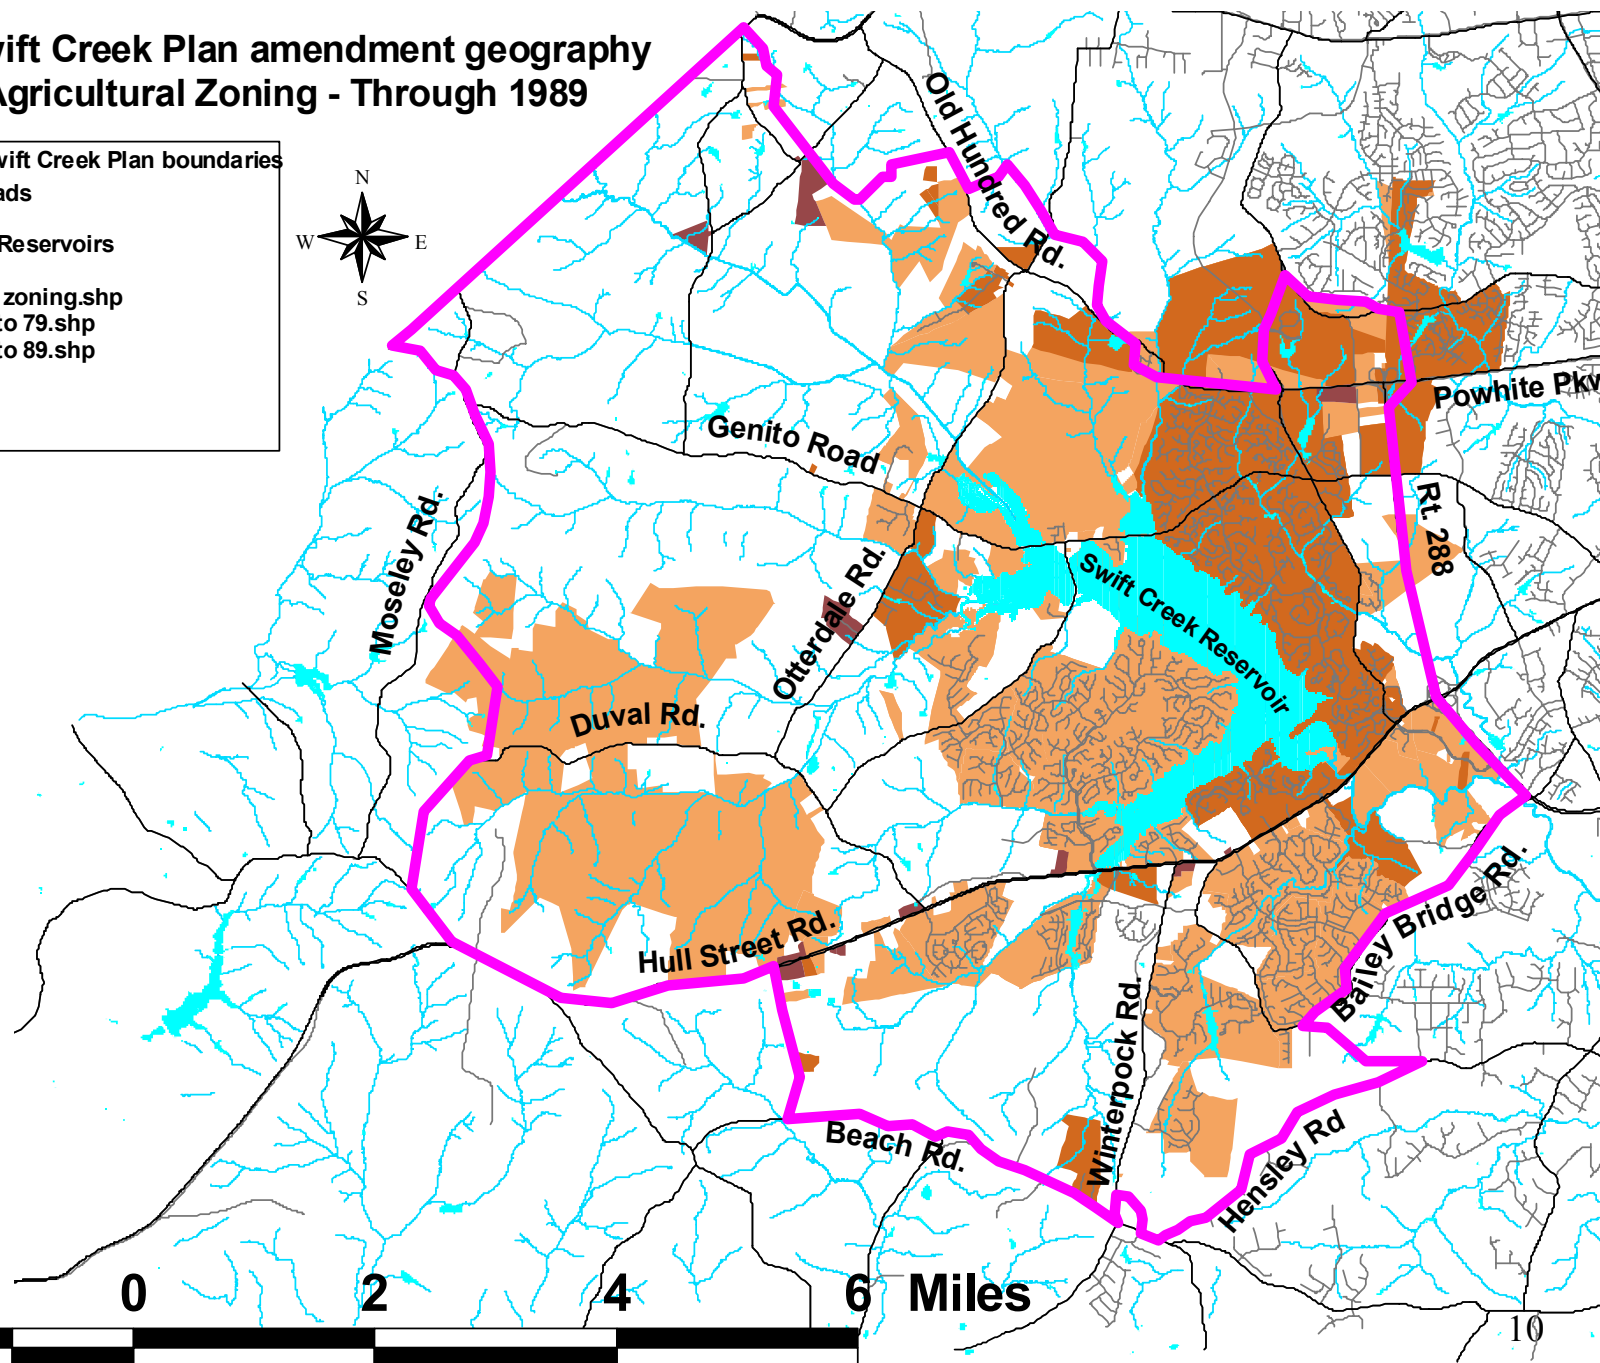 wift Creek Plan amendment geography
Agricultural Zoning - Through 1989
wift Creek Plan boundaries
ads
Reservoirs
zoning.shp
to 79.shp
to 89.shp
N
W E
S
Old Hundred Rd.
Powhite Pkw
Genito Road
Rt. 288
Moseley Rd.
Swift Creek Reservoir
Otterdale Rd.
Duval Rd.
Hull Street Rd.
Bailey Bridge Rd.
Winterpock Rd.
Beach Rd.
Hensley Rd
0 2 4 6 Miles
10